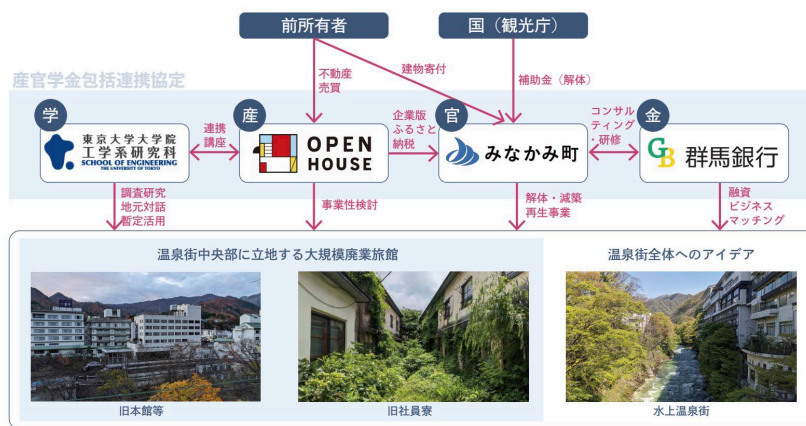 前所有者
国（観光庁）
産官学金包括連携協定
不動産
売買
建物寄付
補助金（解体）
学
産
官
金
東京大学大学院
工学系研究科
SCHOOL OF ENGINEERING
THE UNIVERSITY OF TOKYO
連携
講座
OPEN
HOUSE
企業版
ふるさと
納税
みなかみ町
コンサル
ティング
・研修
GB 群馬銀行
調査研究
地元対話
暫定活用
事業性検討
解体・減築
再生事業
融資
ビジネス
マッチング
温泉街中央部に立地する大規模廃業旅館
温泉街全体へのアイデア
旧本館等
旧社員寮
水上温泉街